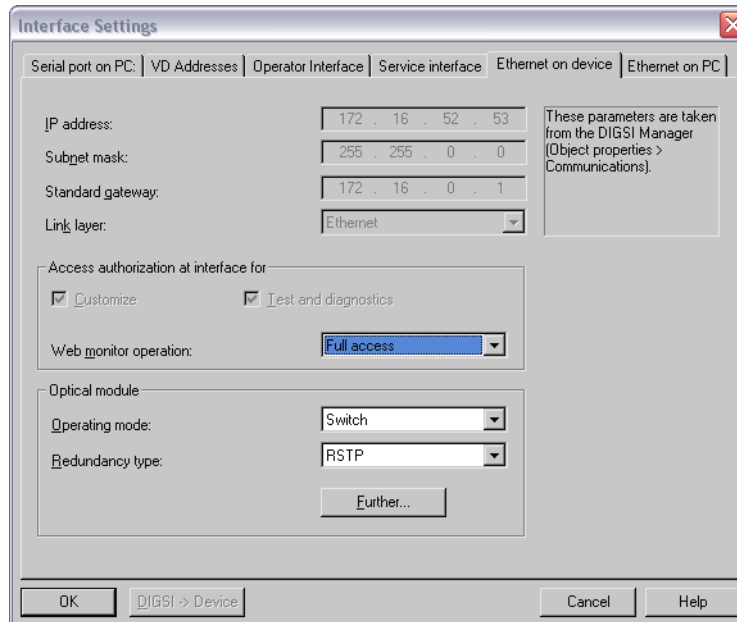 Interface Settings
Serial port on PC: VD Addresses Operator Interface Service interface Ethernet on device Ethernet on PC
IP address: 172 . 16 . 52 . 53
Subnet mask: 255 . 255 . 0 . 0
Standard gateway: 172 . 16 . 0 . 1
Link layer: Ethernet
These parameters are taken
from the DIGSI Manager
(Object properties >
Communications).
Access authorization at interface for
Customize Test and diagnostics
Web monitor operation: Full access
Optical module
Operating mode: Switch
Redundancy type: RSTP
Further...
OK DIGSI -> Device Cancel Help